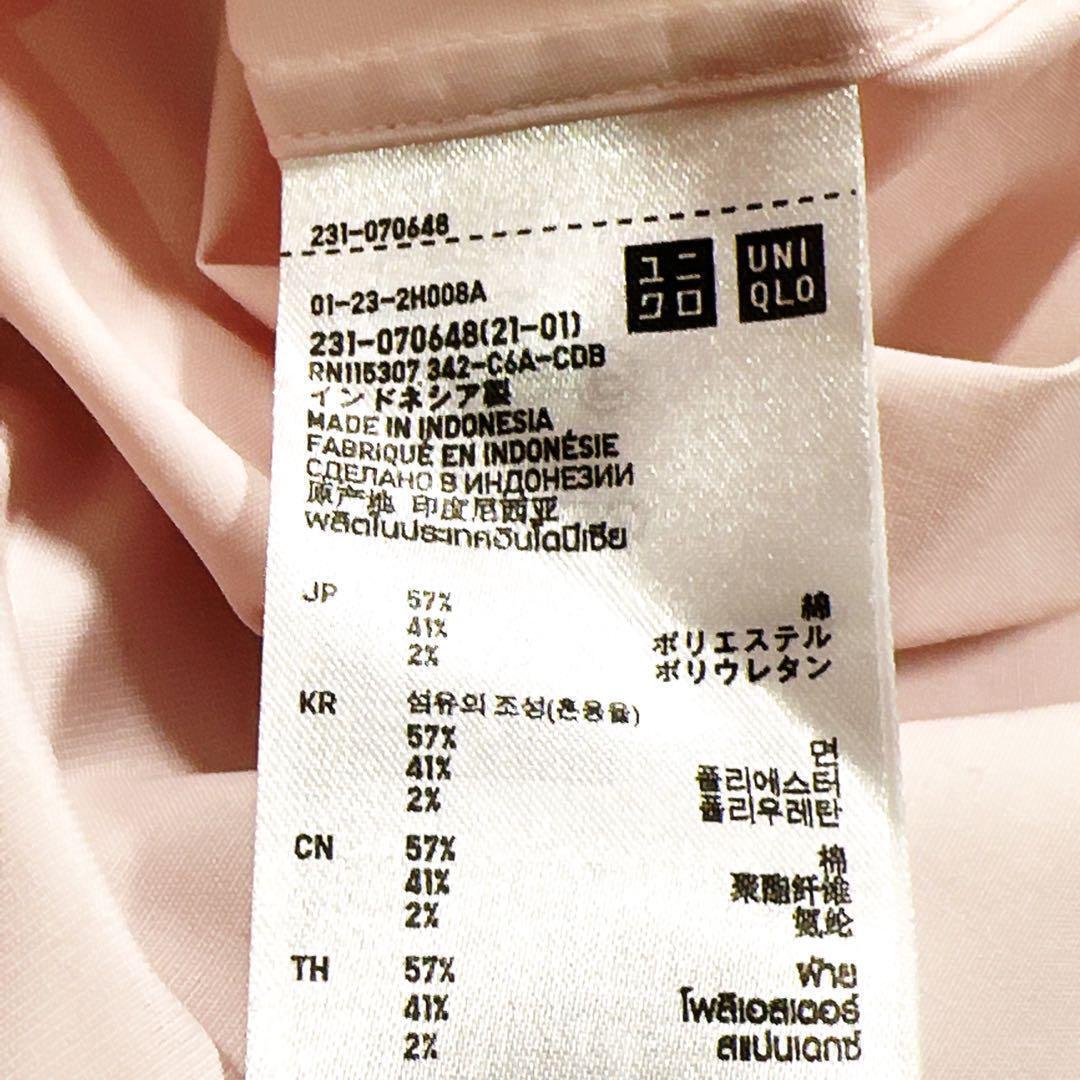 231-070648
ユニ
クロ
UNI
QLO
01-23-2H008A
231-070648(21-01)
RN115307 342-C6A-CDB
インドネシア製
MADE IN INDONESIA
FABRIQUÉ EN INDONÉSIE
СДЕЛАНО В ИНДОНЕЗИИ
原产地 印度尼西亚
ผลิตในประเทศอินโดนีเซีย
JP 57% 綿
41% ポリエステル
2% ポリウレタン
KR 섬유의 조성(혼용율)
57% 면
41% 폴리에스터
2% 폴리우레탄
CN 57% 棉
41% 聚酯纤维
2% 氨纶
TH 57% ฝ้าย
41% โพลีเอสเตอร์
2% สแปนเดกซ์